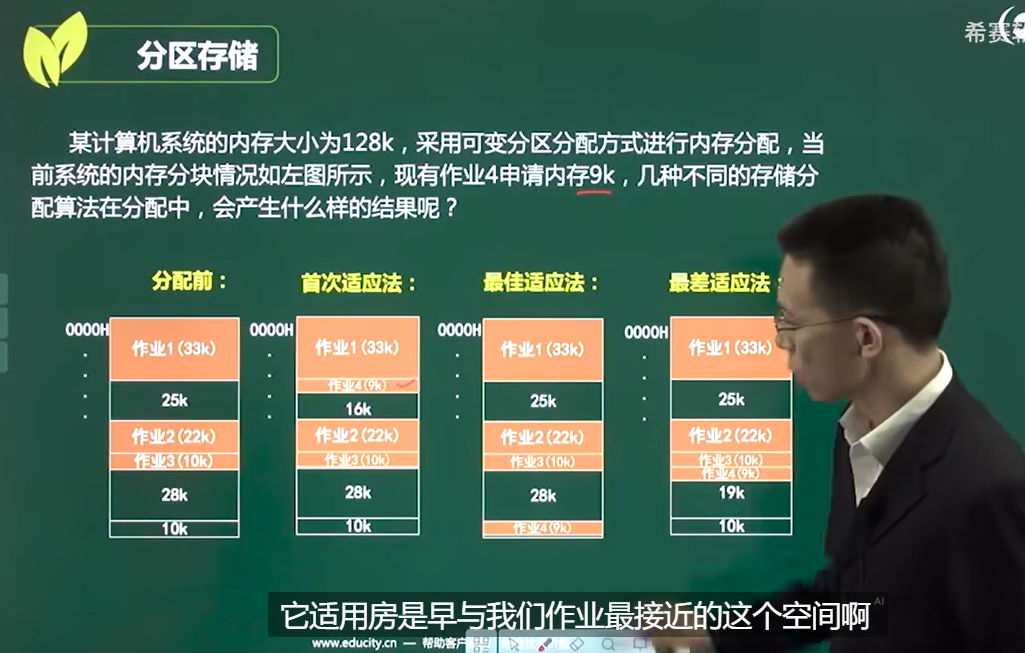 分区存储
希赛
某计算机系统的内存大小为128k，采用可变分区分配方式进行内存分配，当
前系统的内存分块情况如左图所示，现有作业4申请内存9k，几种不同的存储分
配算法在分配中，会产生什么样的结果呢？
分配前： 首次适应法： 最佳适应法： 最差适应法：
0000H 作业1(33k) 0000H 作业1(33k) 0000H 作业1(33k) 0000H 作业1(33k)
25k 作业4(9k) 25k 25k
16k
作业2(22k) 作业2(22k) 作业2(22k) 作业2(22k)
作业3(10k) 作业3(10k) 作业3(10k) 作业3(10k)
作业4(9k)
28k 28k 28k 19k
10k 10k 作业4(9k) 10k
它适用房是早与我们作业最接近的这个空间啊
AI
www.educity.cn — 帮助客户